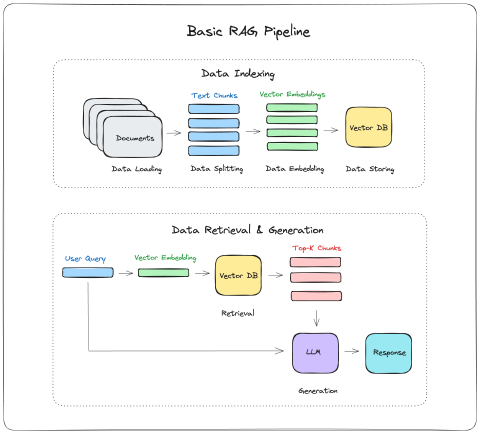 Basic RAG Pipeline
Data Indexing
Text Chunks
Vector Embeddings
Documents
Vector DB
Data Loading
Data Splitting
Data Embedding
Data Storing
Data Retrieval & Generation
Top-K Chunks
User Query
Vector Embedding
Vector DB
Retrieval
LLM
Response
Generation